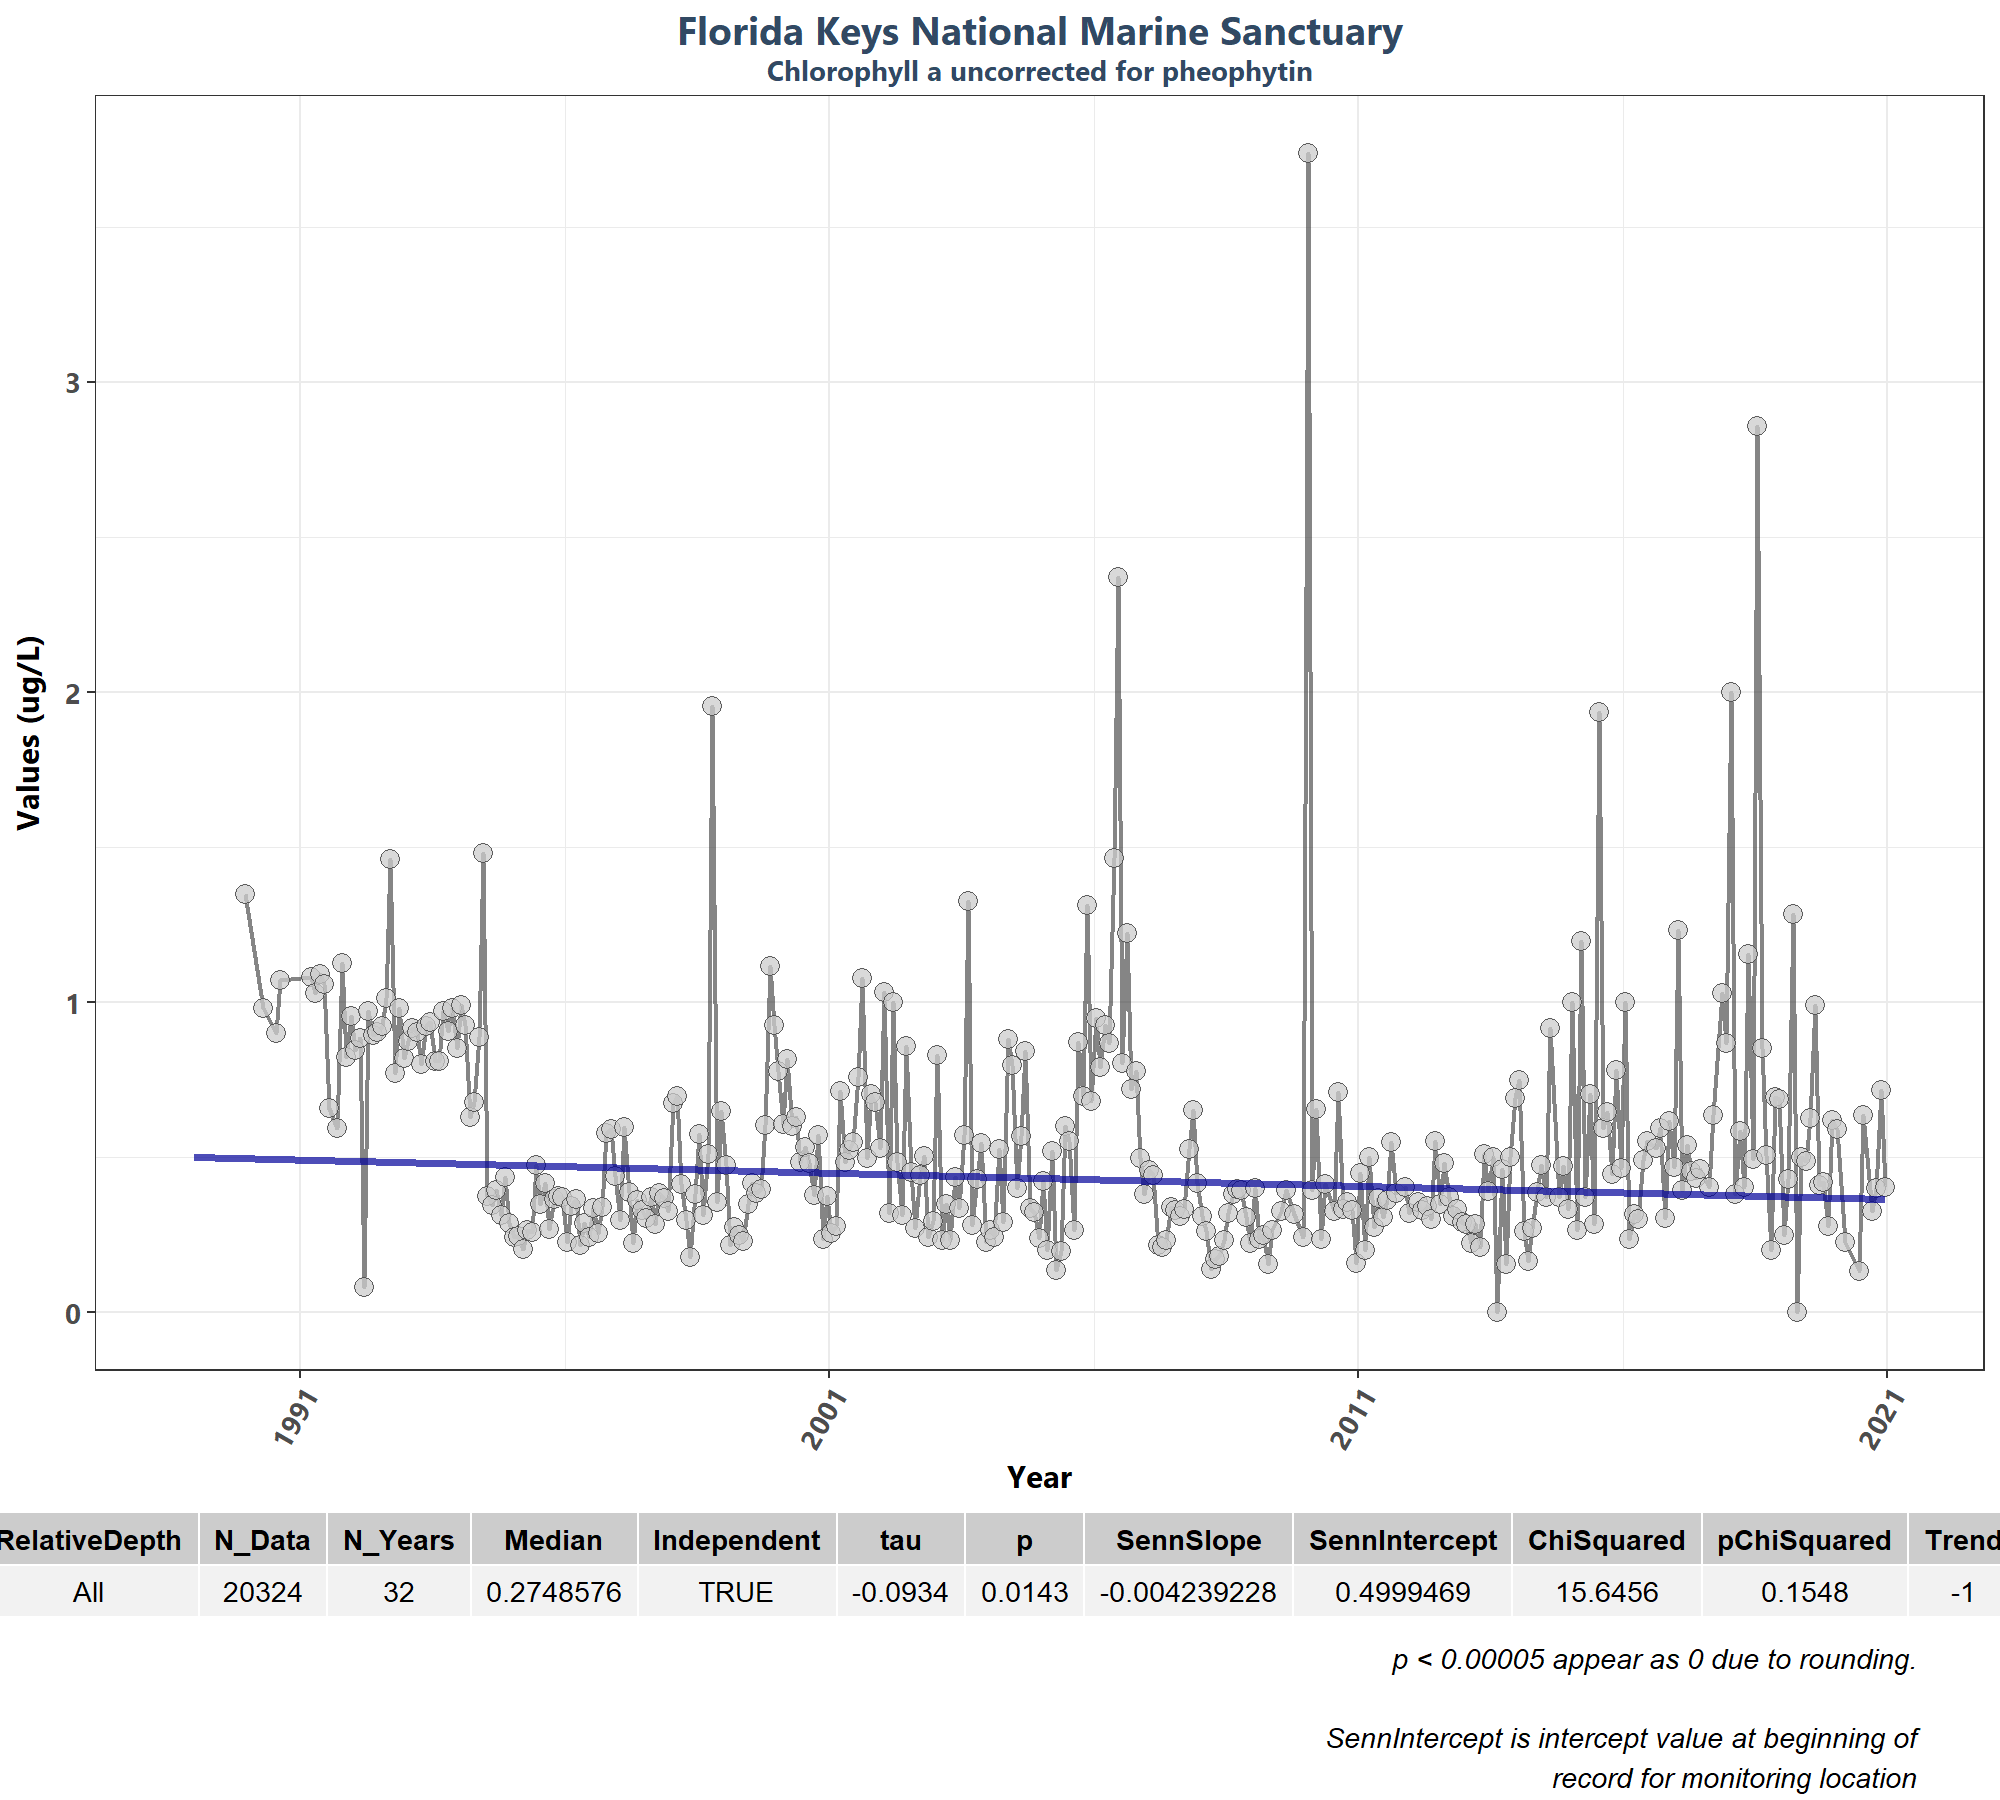 Florida Keys National Marine Sanctuary
Chlorophyll a uncorrected for pheophytin
Values (ug/L)
3
2
1
0
1991 2001 2011 2021
Year
RelativeDepth N_Data N_Years Median Independent tau p SennSlope SennIntercept ChiSquared pChiSquared Trend
All 20324 32 0.2748576 TRUE -0.0934 0.0143 -0.004239228 0.4999469 15.6456 0.1548 -1
p < 0.00005 appear as 0 due to rounding.
SennIntercept is intercept value at beginning of
record for monitoring location